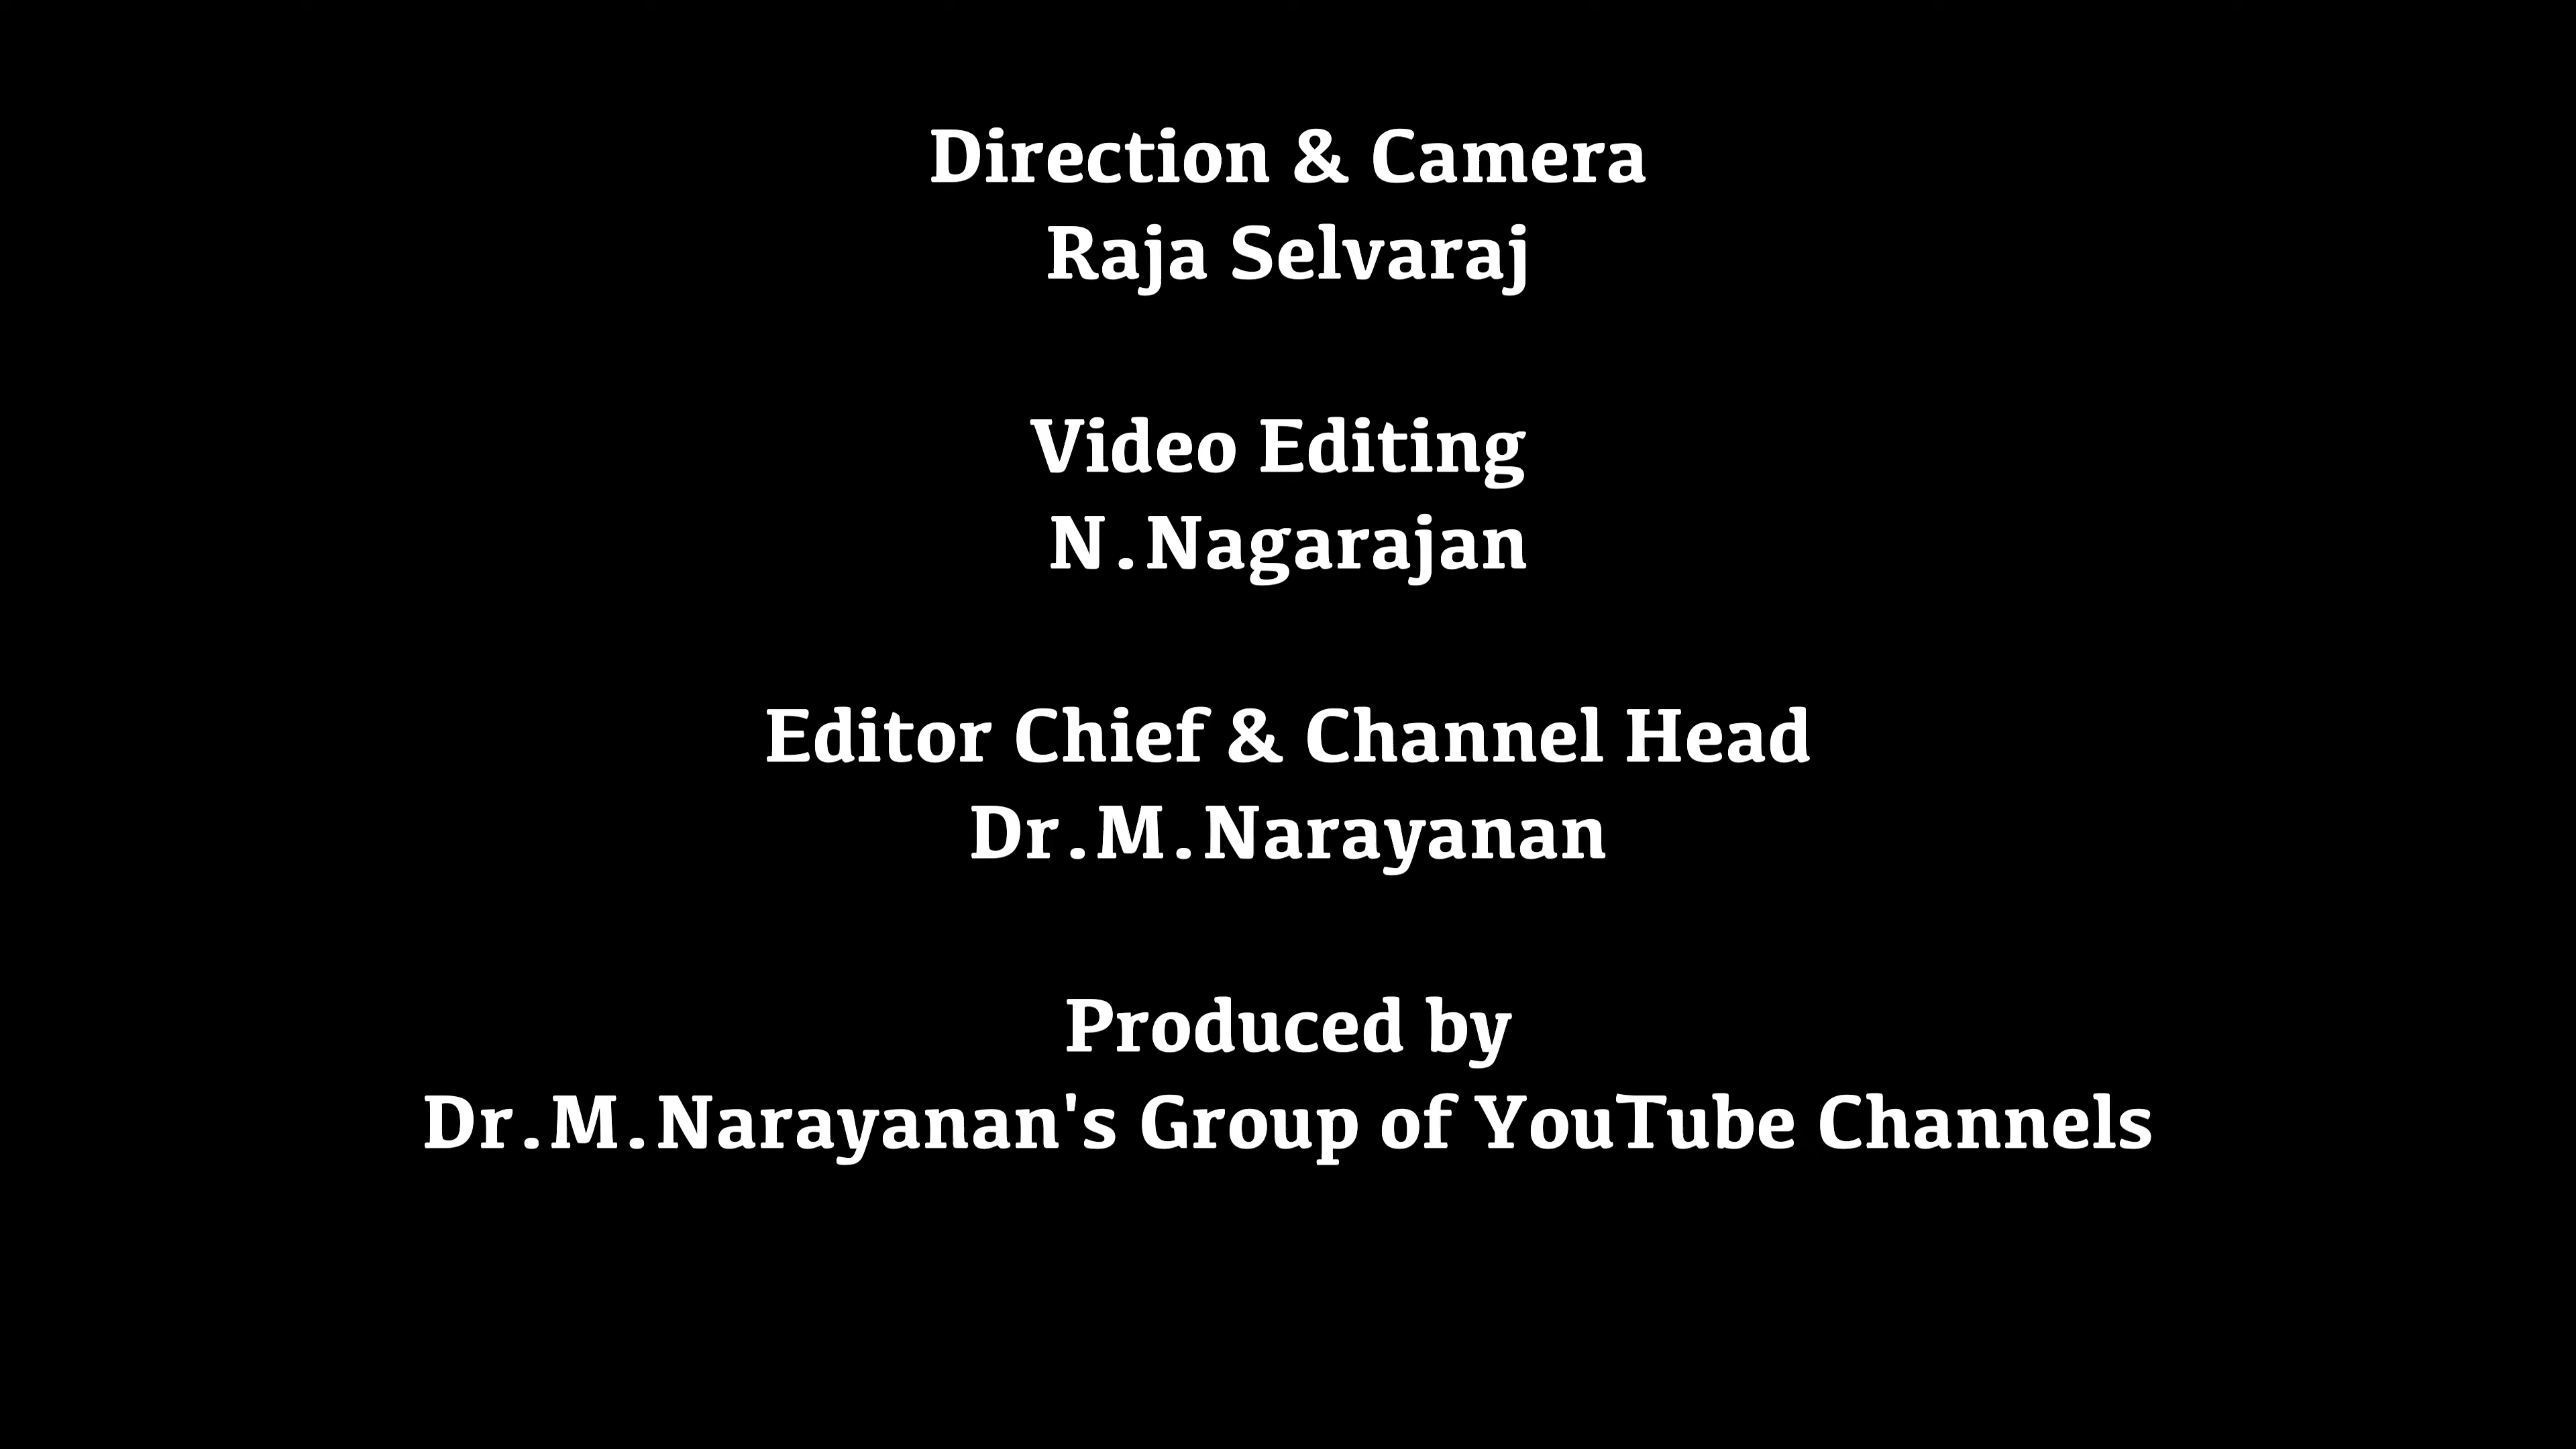 Direction & Camera
Raja Selvaraj
Video Editing
N.Nagarajan
Editor Chief & Channel Head
Dr.M.Narayanan
Produced by
Dr.M.Narayanan's Group of YouTube Channels